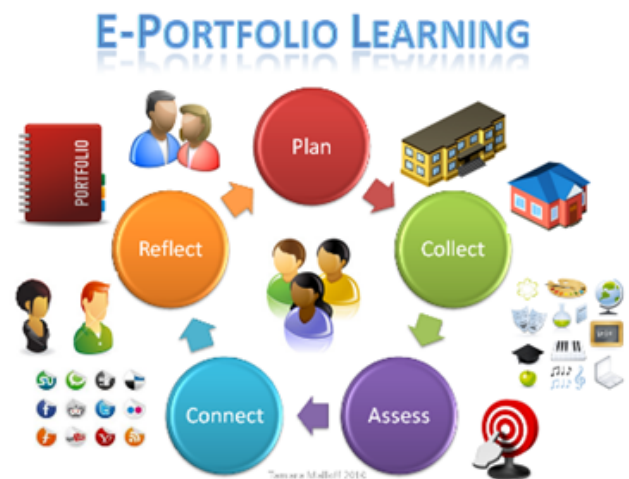 E-PORTFOLIO LEARNING
Plan
PORTFOLIO
Reflect
Collect
Connect
Assess